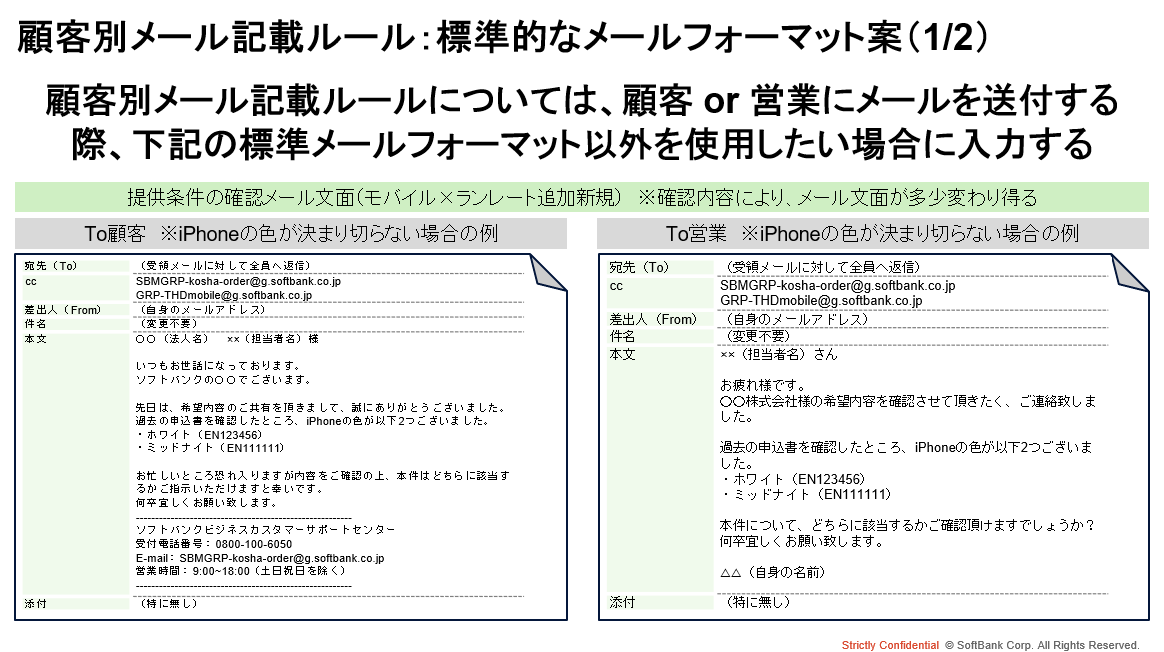 顧客別メール記載ルール：標準的なメールフォーマット案（1/2）
顧客別メール記載ルールについては、顧客 or 営業にメールを送付する
際、下記の標準メールフォーマット以外を使用したい場合に入力する
提供条件の確認メール文面（モバイル×ランレート追加新規） ※確認内容により、メール文面が多少変わり得る
To顧客 ※iPhoneの色が決まり切らない場合の例
宛先（To） （受領メールに対して全員へ返信）
cc SBMGRP-kosha-order@g.softbank.co.jp
GRP-THDmobile@g.softbank.co.jp
差出人（From） （自身のメールアドレス）
件名 （変更不要）
本文 〇〇（法人名） ××（担当者名）様
いつもお世話になっております。
ソフトバンクの〇〇でございます。
先日は、希望内容のご共有を頂きまして、誠にありがとうございました。
過去の申込書を確認したところ、iPhoneの色が以下2つございました。
・ホワイト（EN123456）
・ミッドナイト（EN111111）
お忙しいところ恐れ入りますが内容をご確認の上、本件はどちらに該当す
るかご指示いただけますと幸いです。
何卒宜しくお願い致します。
--------------------------------------------------------
ソフトバンクビジネスカスタマーサポートセンター
受付電話番号：0800-100-6050
E-mail：SBMGRP-kosha-order@g.softbank.co.jp
営業時間：9:00~18:00（土日祝日を除く）
--------------------------------------------------------
添付 （特に無し）
To営業 ※iPhoneの色が決まり切らない場合の例
宛先（To） （受領メールに対して全員へ返信）
cc SBMGRP-kosha-order@g.softbank.co.jp
GRP-THDmobile@g.softbank.co.jp
差出人（From） （自身のメールアドレス）
件名 （変更不要）
本文 ××（担当者名）さん
お疲れ様です。
〇〇株式会社様の希望内容を確認させて頂きたく、ご連絡致しま
した。
過去の申込書を確認したところ、iPhoneの色が以下2つございま
した。
・ホワイト（EN123456）
・ミッドナイト（EN111111）
本件について、どちらに該当するかご確認頂けますでしょうか？
何卒宜しくお願い致します。
△△（自身の名前）
添付 （特に無し）
Strictly Confidential © SoftBank Corp. All Rights Reserved.